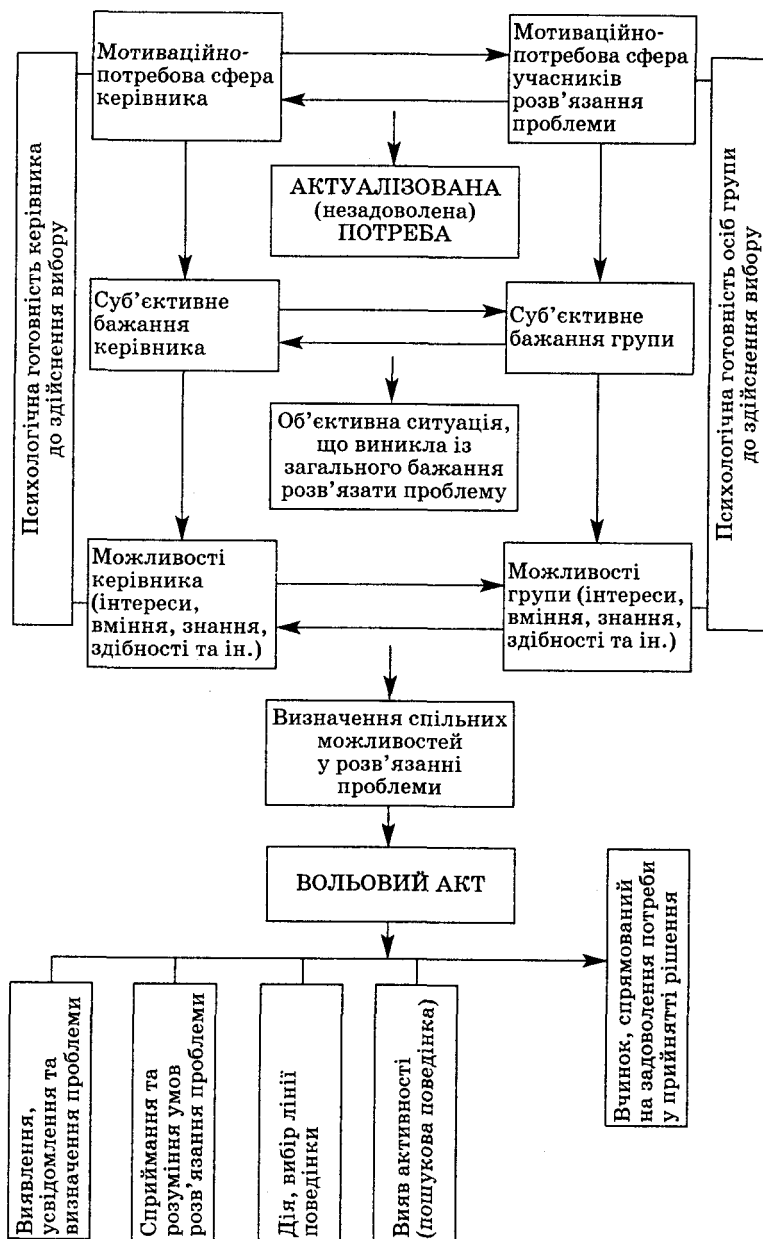 Мотиваційно-
потребова сфера
керівника
Мотиваційно-
потребова сфера
учасників
розв'язання
проблеми
Психологічна готовність керівника
до здійснення вибору
Психологічна готовність осіб групи
до здійснення вибору
АКТУАЛІЗОВАНА
(незадоволена)
ПОТРЕБА
Суб'єктивне
бажання
керівника
Суб'єктивне
бажання групи
Об'єктивна ситуація,
що виникла із
загального бажання
розв'язати проблему
Можливості
керівника
(інтереси,
вміння, знання,
здібності та ін.)
Можливості
групи (інтереси,
вміння, знання,
здібності та ін.)
Визначення спільних
можливостей
у розв'язанні
проблеми
ВОЛЬОВИЙ АКТ
Виявлення,
усвідомлення та
визначення проблеми
Сприймання та
розуміння умов
розв'язання проблеми
Дія, вибір лінії
поведінки
Вияв активності
(пошукова поведінка)
Вчинок, спрямований
на задоволення потреби
у прийнятті рішення